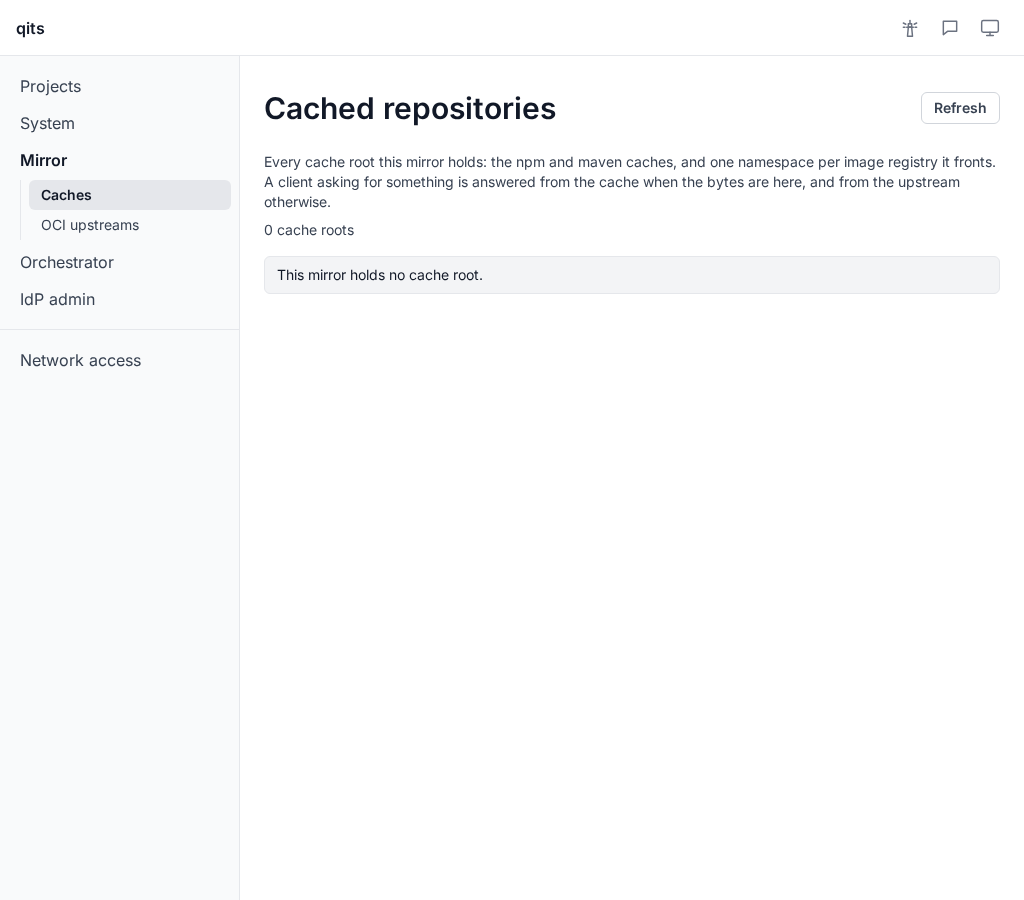 qits
Projects
System
Mirror
Caches
OCI upstreams
Orchestrator
IdP admin
Network access
Cached repositories
Refresh
Every cache root this mirror holds: the npm and maven caches, and one namespace per image registry it fronts.
A client asking for something is answered from the cache when the bytes are here, and from the upstream
otherwise.
0 cache roots
This mirror holds no cache root.